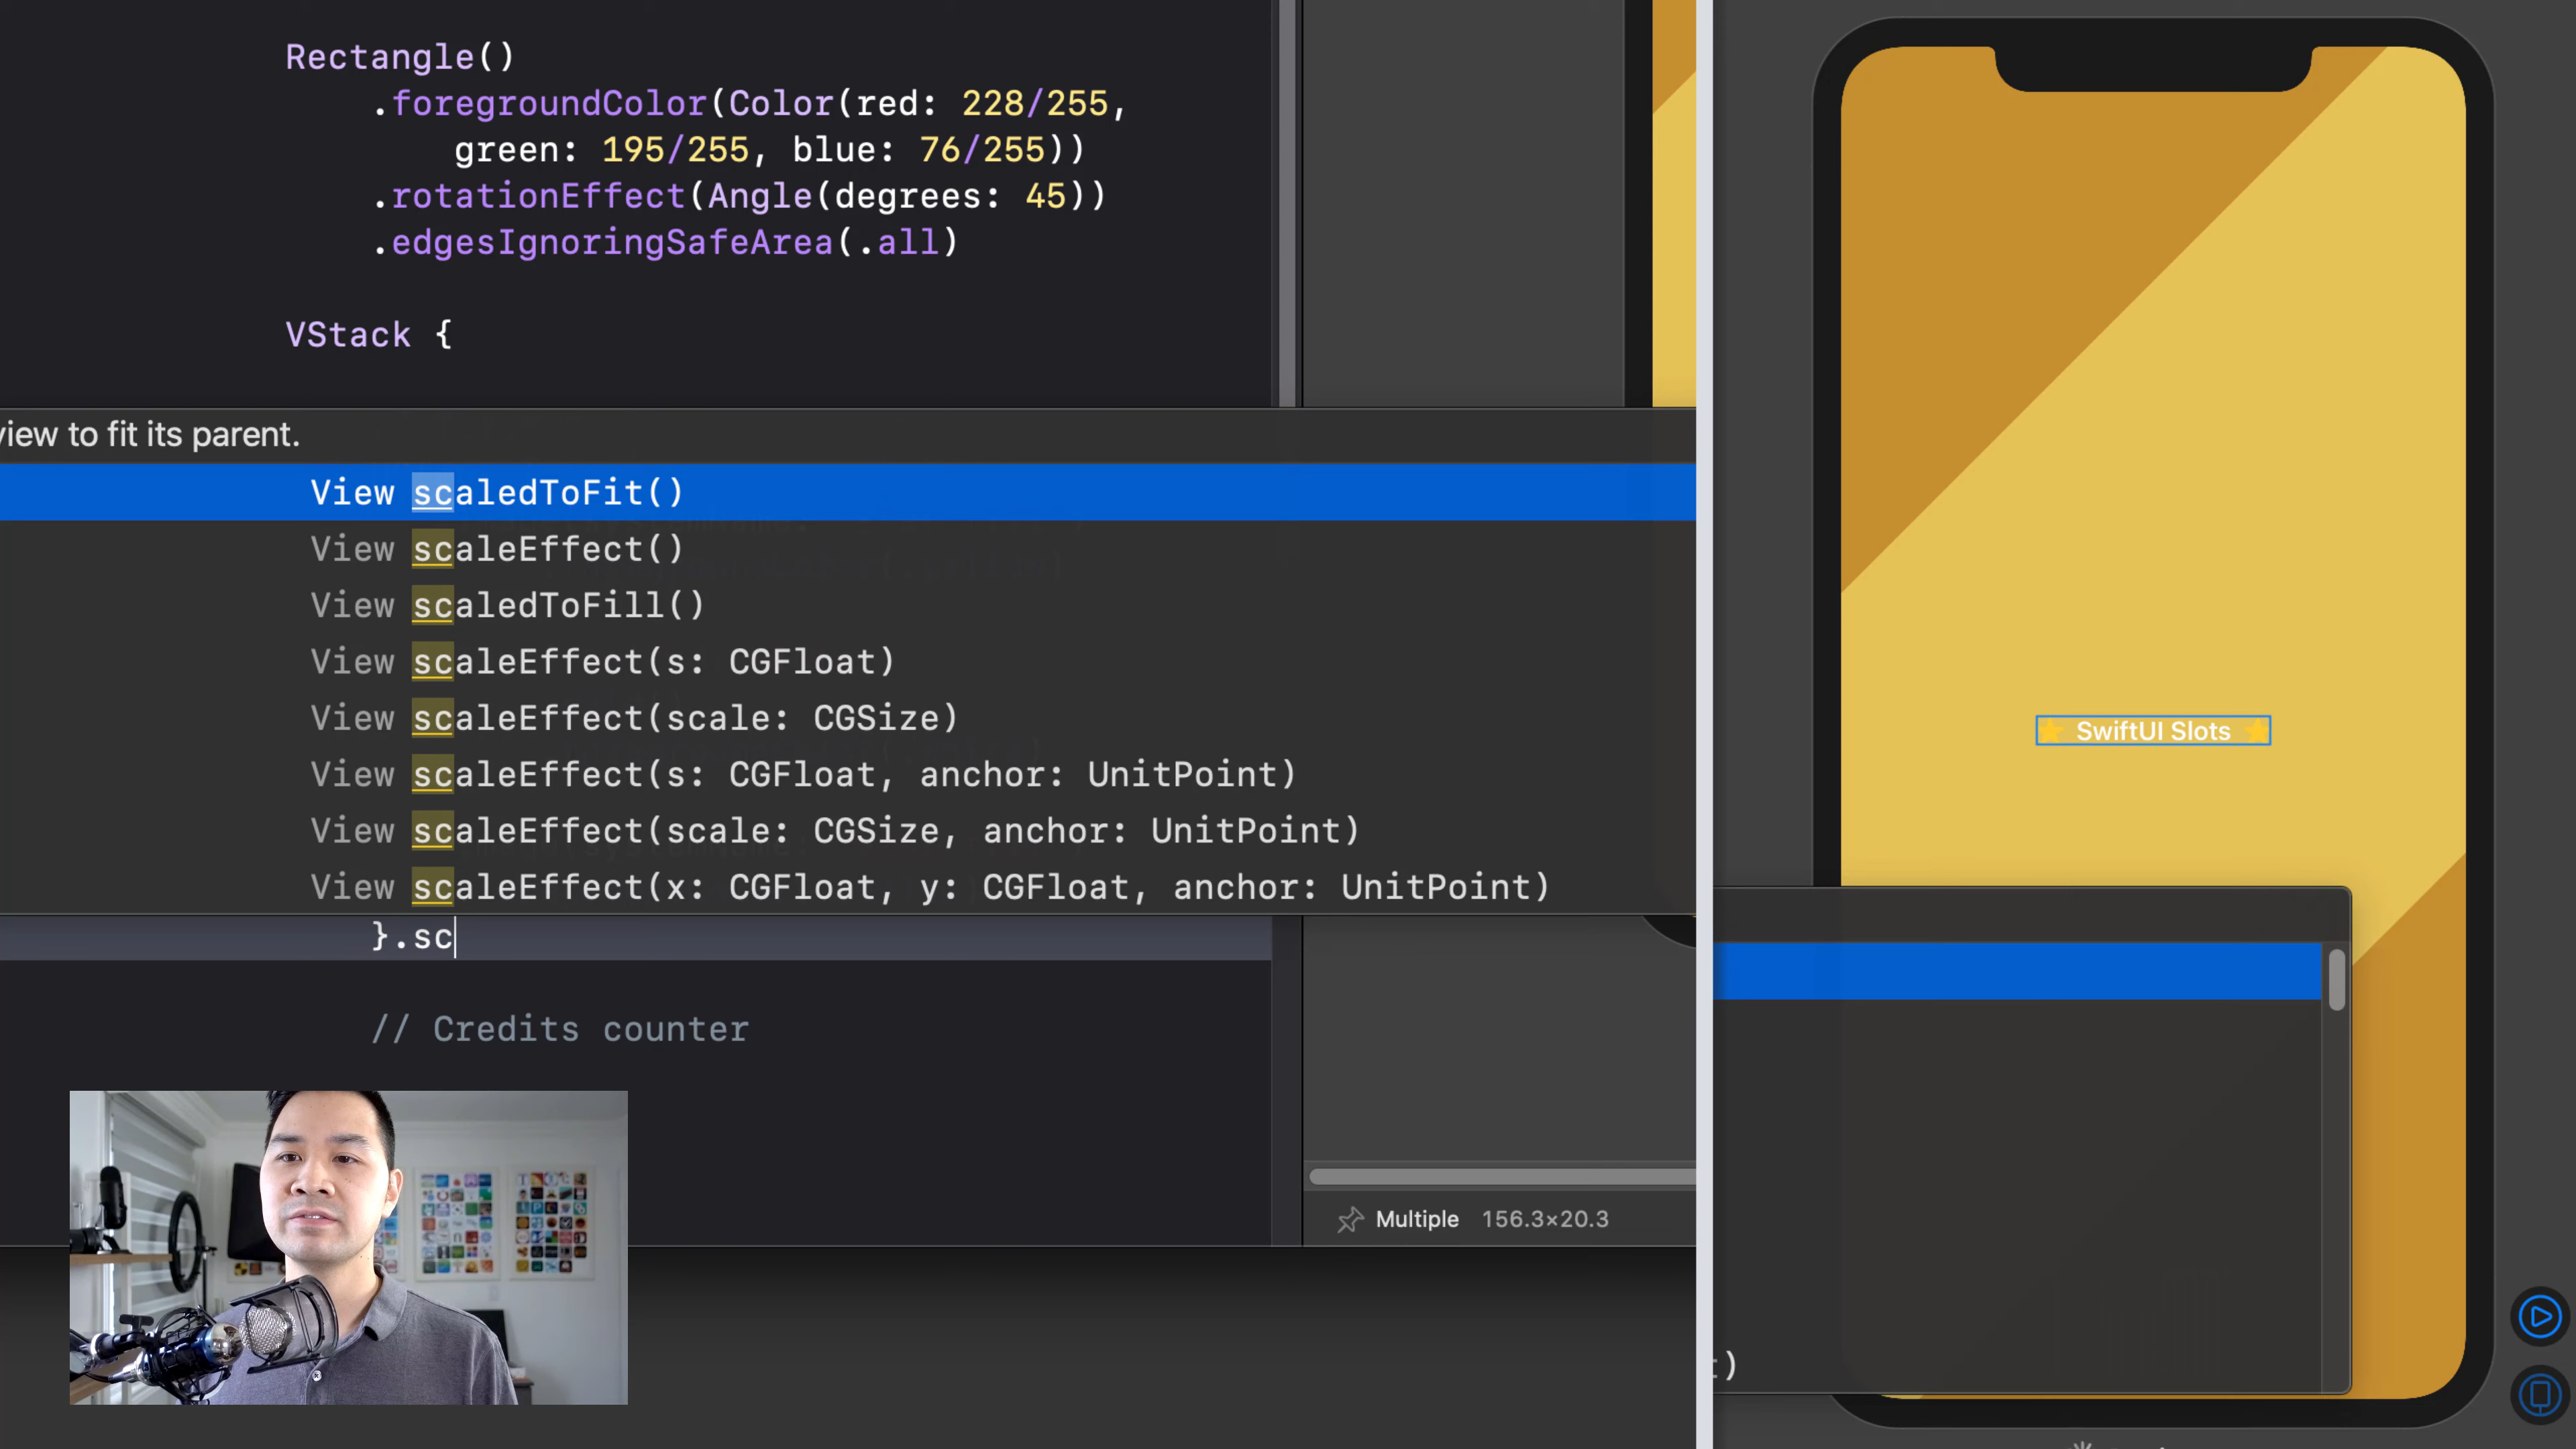 Rectangle()
.foregroundColor(Color(red: 228/255,
green: 195/255, blue: 76/255))
.rotationEffect(Angle(degrees: 45))
.edgesIgnoringSafeArea(.all)
VStack {
view to fit its parent.
View scaledToFit()
View scaleEffect()
View scaledToFill()
View scaleEffect(s: CGFloat)
View scaleEffect(scale: CGSize)
View scaleEffect(s: CGFloat, anchor: UnitPoint)
View scaleEffect(scale: CGSize, anchor: UnitPoint)
View scaleEffect(x: CGFloat, y: CGFloat, anchor: UnitPoint)
}.sc
// Credits counter
Multiple 156.3×20.3
SwiftUI Slots